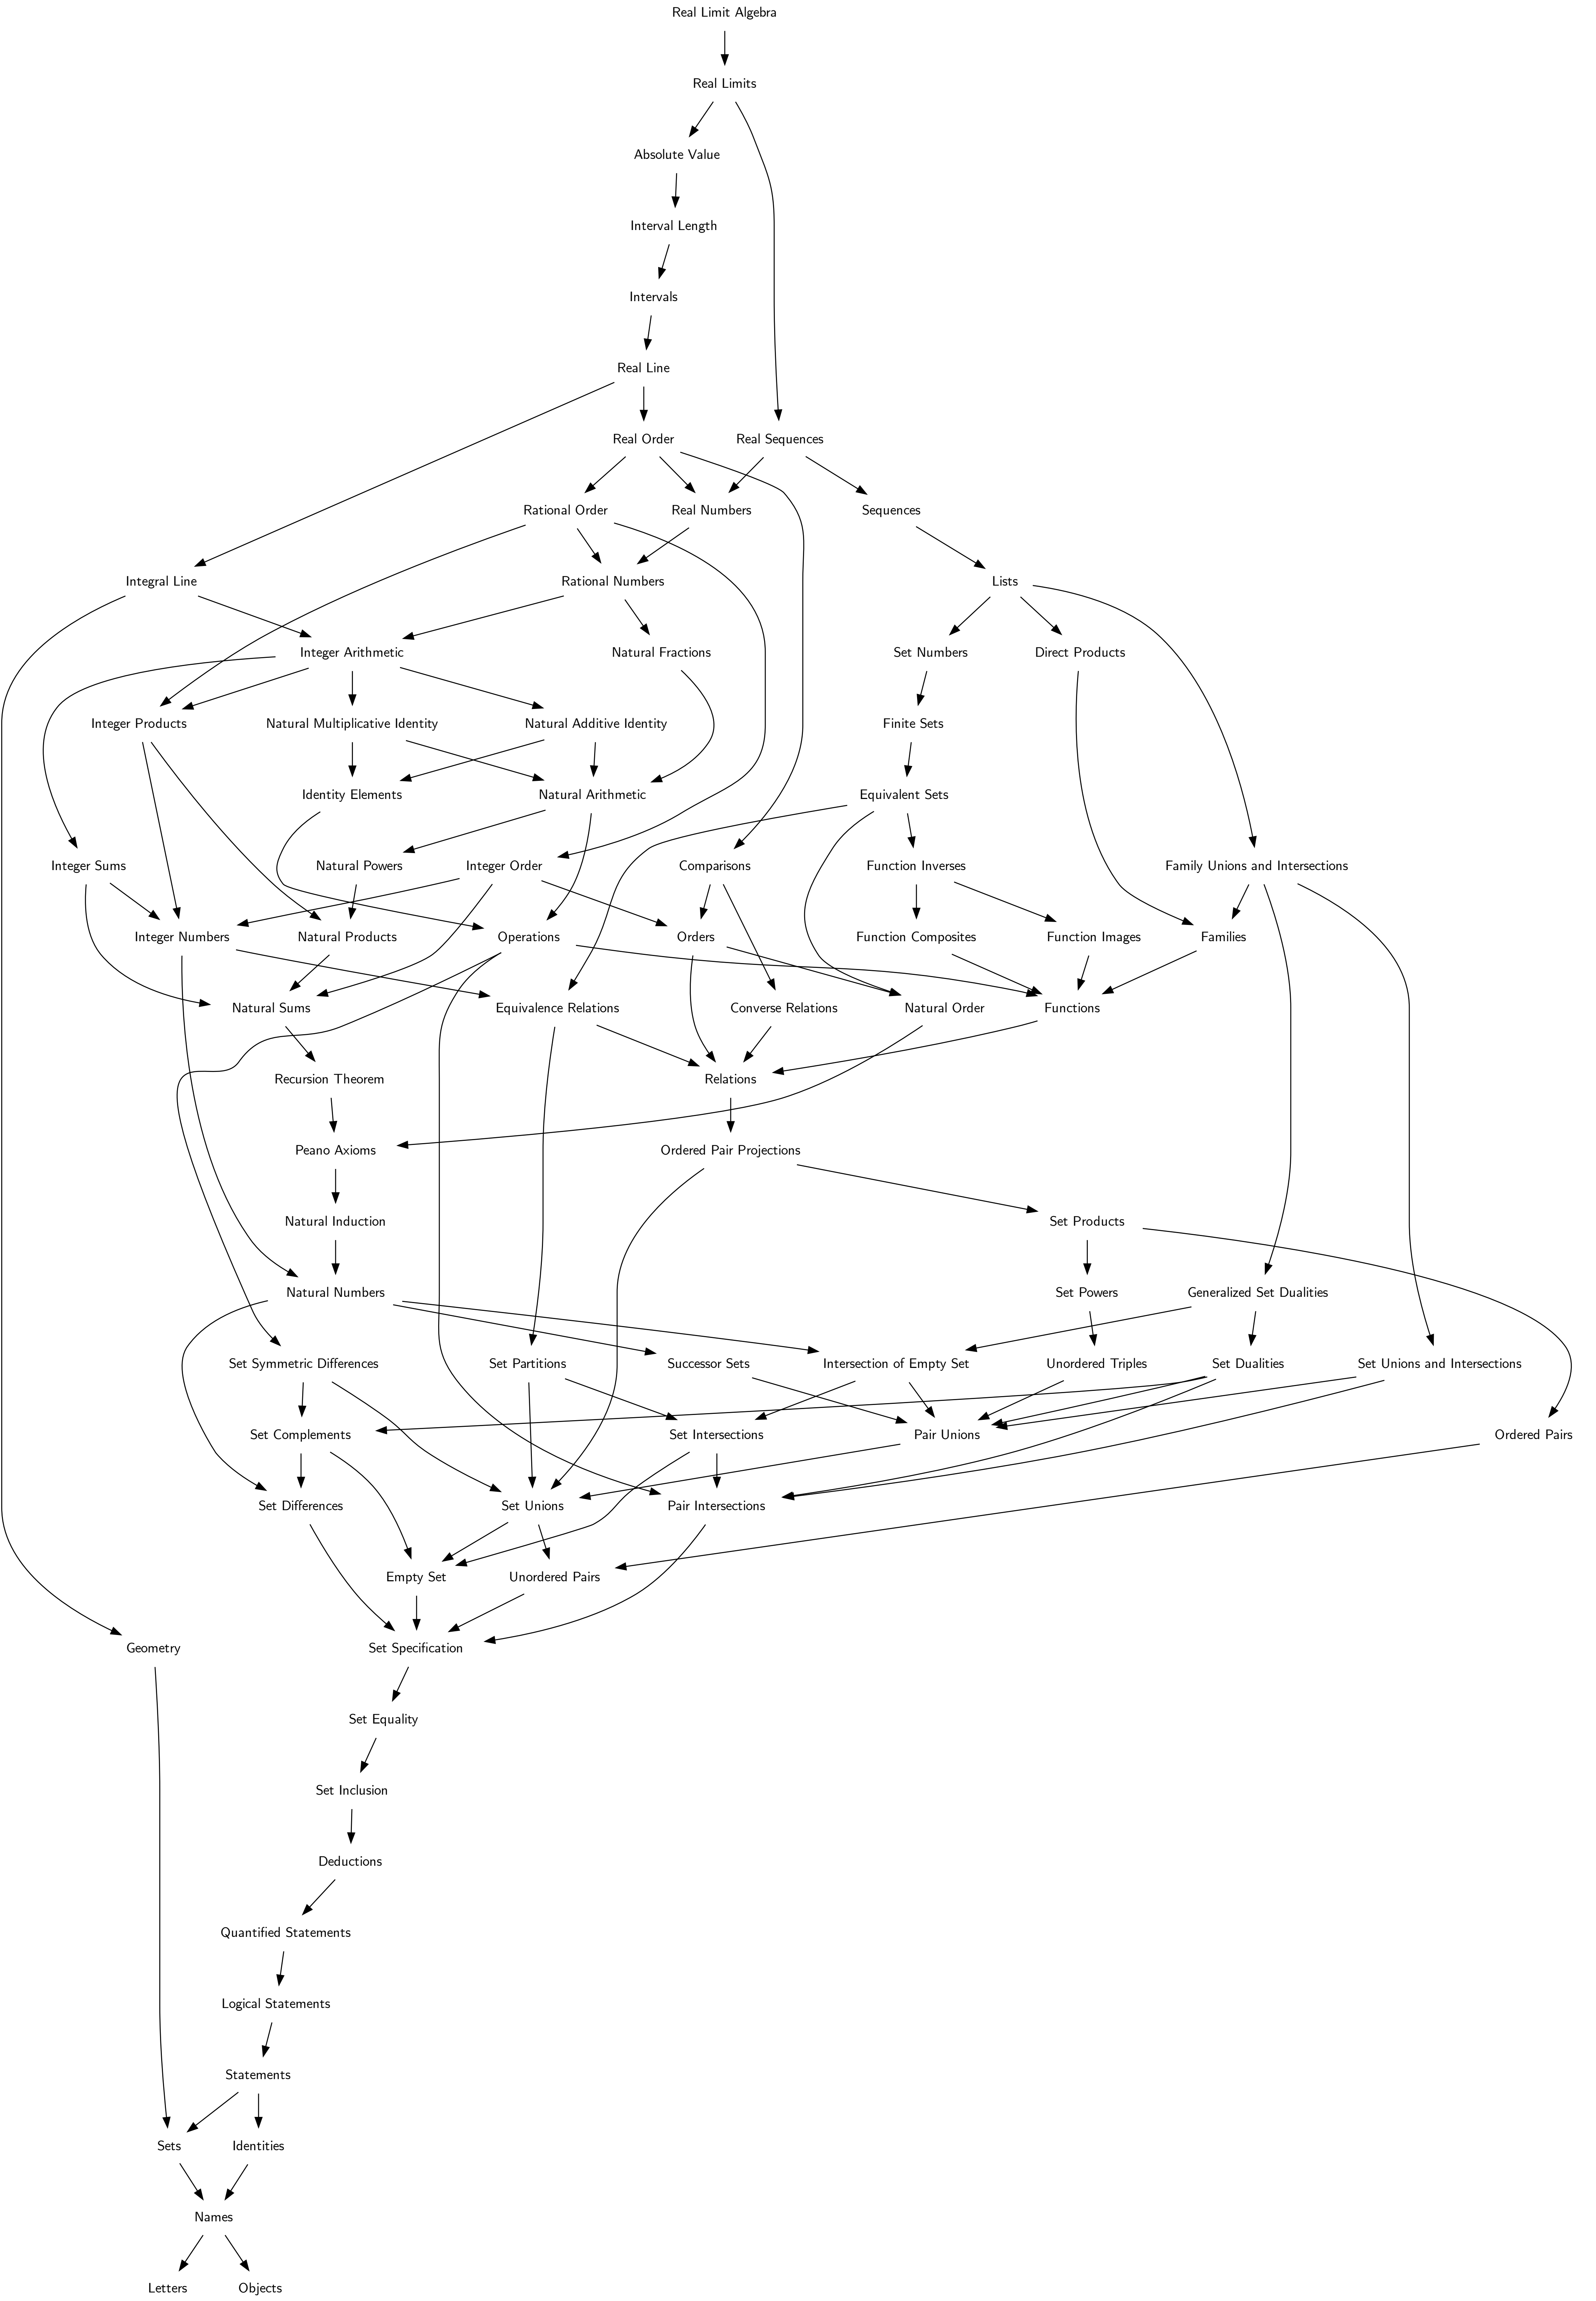 Real Limit Algebra
Real Limits
Absolute Value
Interval Length
Intervals
Real Line
Real Order
Real Sequences
Rational Order
Real Numbers
Sequences
Integral Line
Rational Numbers
Lists
Integer Arithmetic
Natural Fractions
Set Numbers
Direct Products
Integer Products
Natural Multiplicative Identity
Natural Additive Identity
Finite Sets
Identity Elements
Natural Arithmetic
Equivalent Sets
Integer Sums
Natural Powers
Integer Order
Comparisons
Function Inverses
Family Unions and Intersections
Integer Numbers
Natural Products
Operations
Orders
Function Composites
Function Images
Families
Natural Sums
Equivalence Relations
Converse Relations
Natural Order
Functions
Recursion Theorem
Relations
Peano Axioms
Ordered Pair Projections
Natural Induction
Set Products
Natural Numbers
Set Powers
Generalized Set Dualities
Set Symmetric Differences
Set Partitions
Successor Sets
Intersection of Empty Set
Unordered Triples
Set Dualities
Set Unions and Intersections
Set Complements
Set Intersections
Pair Unions
Ordered Pairs
Set Differences
Set Unions
Pair Intersections
Empty Set
Unordered Pairs
Geometry
Set Specification
Set Equality
Set Inclusion
Deductions
Quantified Statements
Logical Statements
Statements
Sets
Identities
Names
Letters
Objects